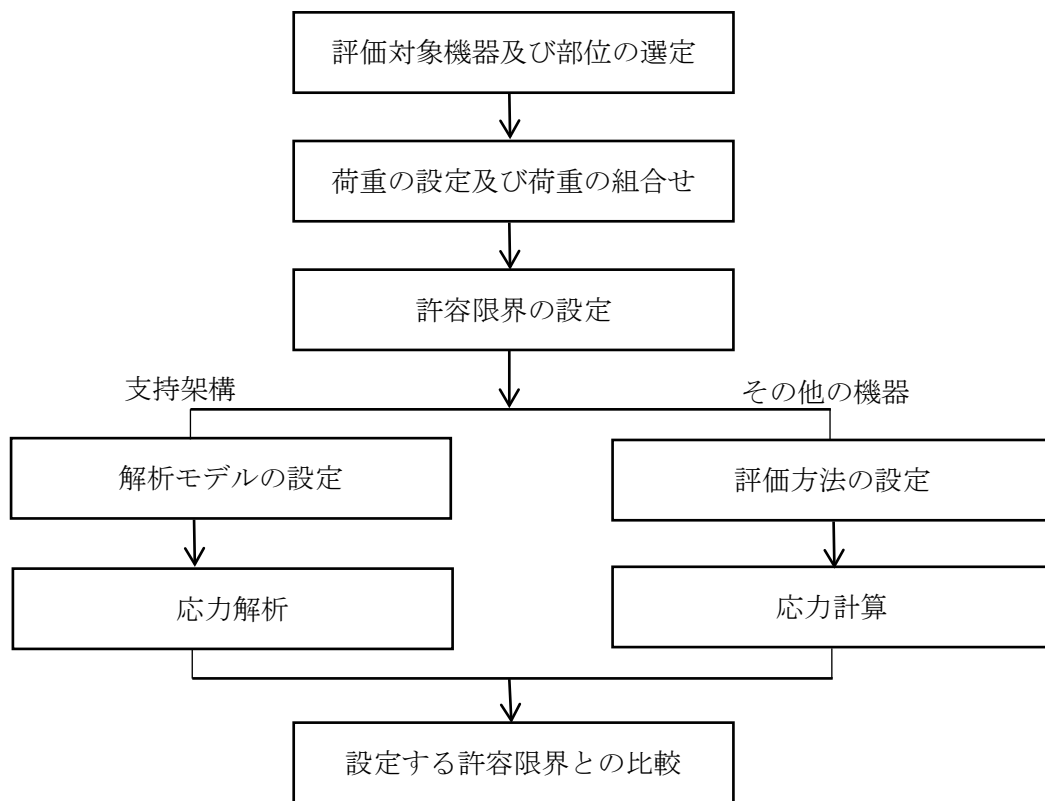 評価対象機器及び部位の選定
荷重の設定及び荷重の組合せ
許容限界の設定
支持架構
その他の機器
解析モデルの設定
評価方法の設定
応力解析
応力計算
設定する許容限界との比較